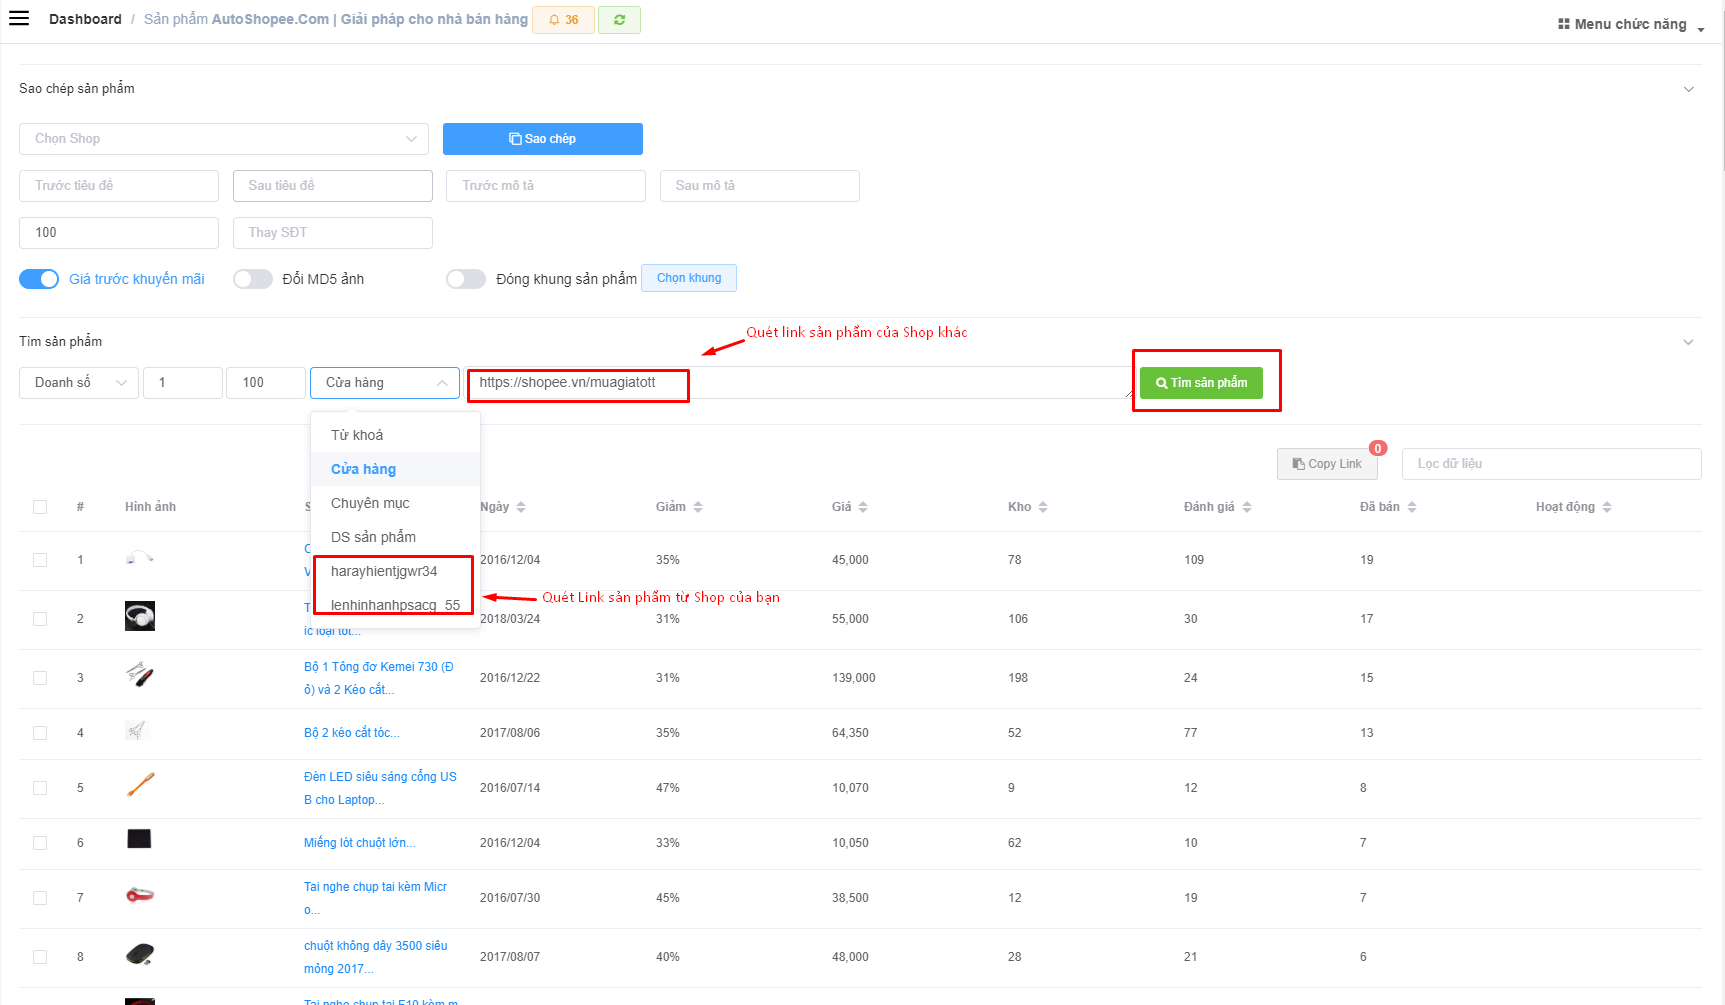 Dashboard / Sản phẩm AutoShopee.Com | Giải pháp cho nhà bán hàng 36
Menu chức năng
Sao chép sản phẩm
Chọn Shop Sao chép
Trước tiêu đề Sau tiêu đề Trước mô tả Sau mô tả
100 Thay SĐT
Giá trước khuyến mãi Đổi MD5 ảnh Đóng khung sản phẩm Chọn khung
Quét link sản phẩm của Shop khác
Tìm sản phẩm
Doanh số 1 100 Cửa hàng https://shopee.vn/muagiatott Tìm sản phẩm
Từ khoá
Cửa hàng
Chuyên mục
DS sản phẩm
harayhientjgwr34
lenhinhanhpsacg_55
Quét Link sản phẩm từ Shop của bạn
0
Copy Link Lọc dữ liệu
# Hình ảnh S Ngày Giảm Giá Kho Đánh giá Đã bán Hoạt động
1 2016/12/04 35% 45,000 78 109 19
2 2018/03/24 31% 55,000 106 30 17
ic loại tốt...
Bộ 1 Tông đơ Kemei 730 (Đ
ỏ) và 2 Kéo cắt...
3 2016/12/22 31% 139,000 198 24 15
4 Bộ 2 kéo cắt tóc... 2017/08/06 35% 64,350 52 77 13
Đèn LED siêu sáng cổng US
B cho Laptop...
5 2016/07/14 47% 10,070 9 12 8
6 Miếng lót chuột lớn... 2016/12/04 33% 10,050 62 10 7
Tai nghe chụp tai kèm Micr
o...
7 2016/07/30 45% 38,500 12 19 7
chuột không dây 3500 siêu
mỏng 2017...
8 2017/08/07 40% 48,000 28 21 6
Tai nghe chụp tai E10 kèm m